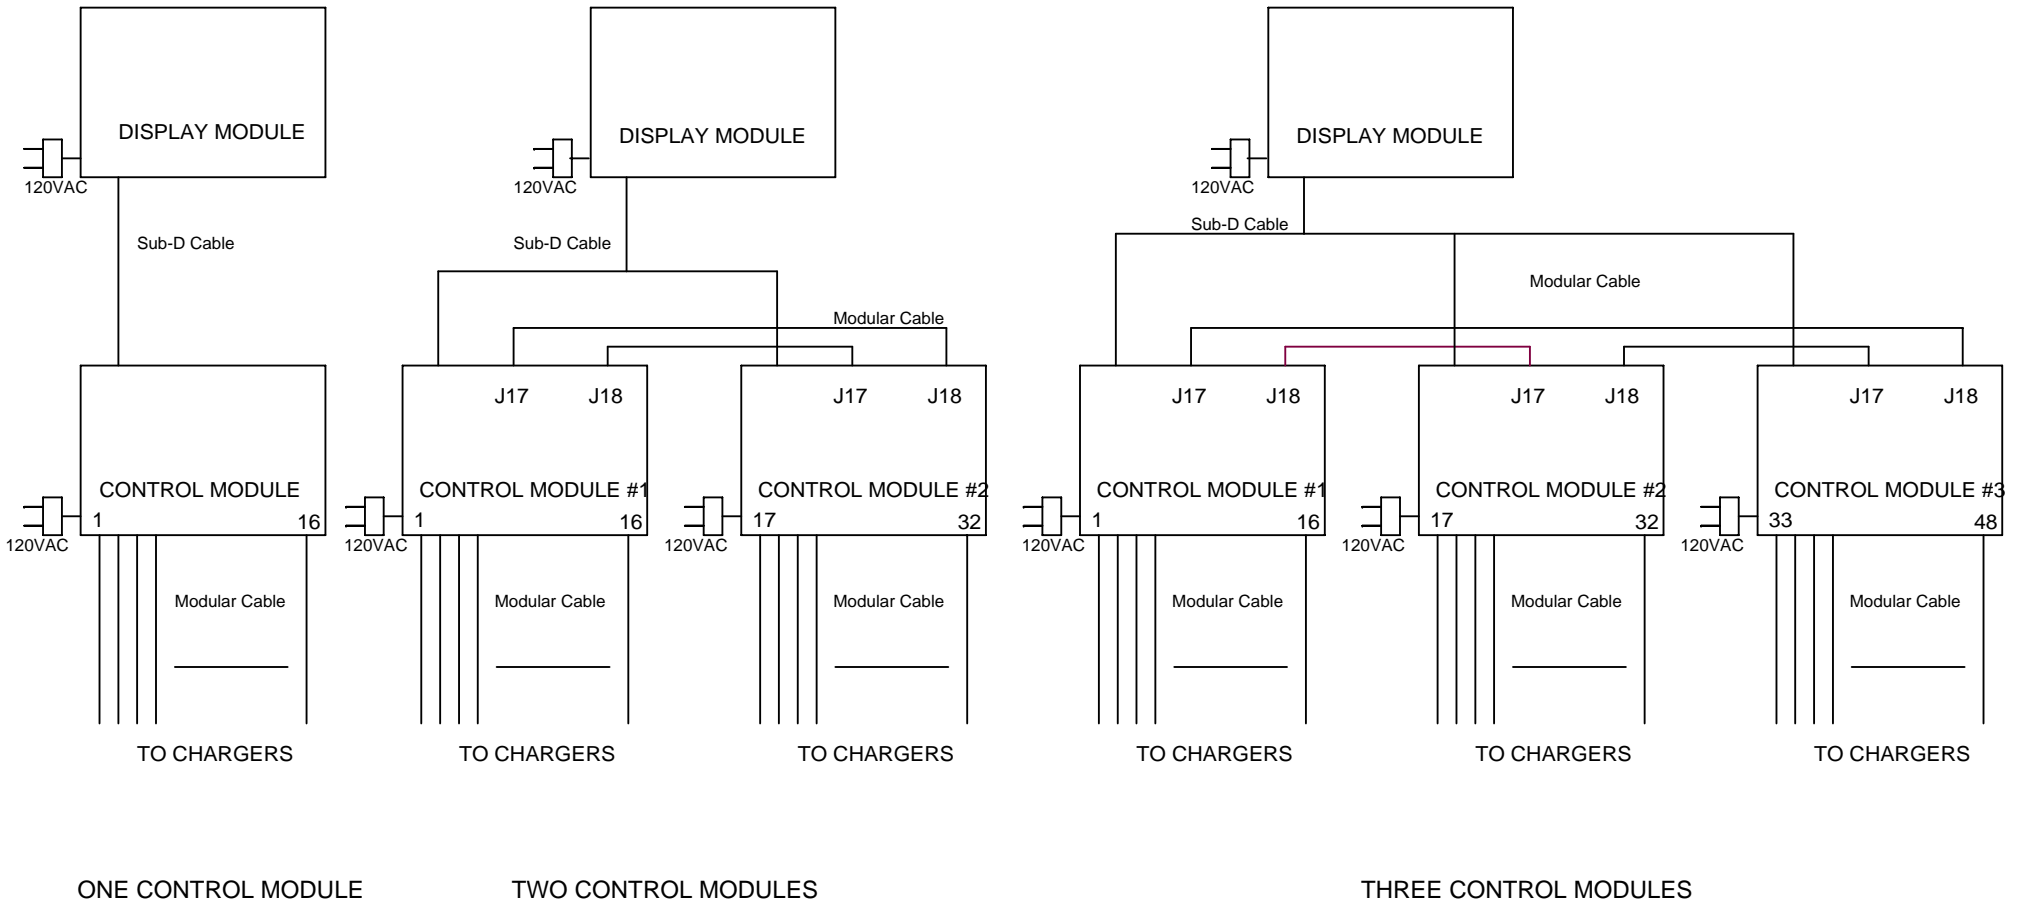 DISPLAY MODULE
120VAC
Sub-D Cable
CONTROL MODULE
1
16
120VAC
Modular Cable
TO CHARGERS
ONE CONTROL MODULE
DISPLAY MODULE
120VAC
Sub-D Cable
Modular Cable
J17
J18
CONTROL MODULE #1
1
16
120VAC
Modular Cable
TO CHARGERS
J17
J18
CONTROL MODULE #2
17
32
120VAC
Modular Cable
TO CHARGERS
TWO CONTROL MODULES
DISPLAY MODULE
120VAC
Sub-D Cable
Modular Cable
J17
J18
CONTROL MODULE #1
1
16
120VAC
Modular Cable
TO CHARGERS
J17
J18
CONTROL MODULE #2
17
32
120VAC
Modular Cable
TO CHARGERS
J17
J18
CONTROL MODULE #3
33
48
120VAC
Modular Cable
TO CHARGERS
THREE CONTROL MODULES